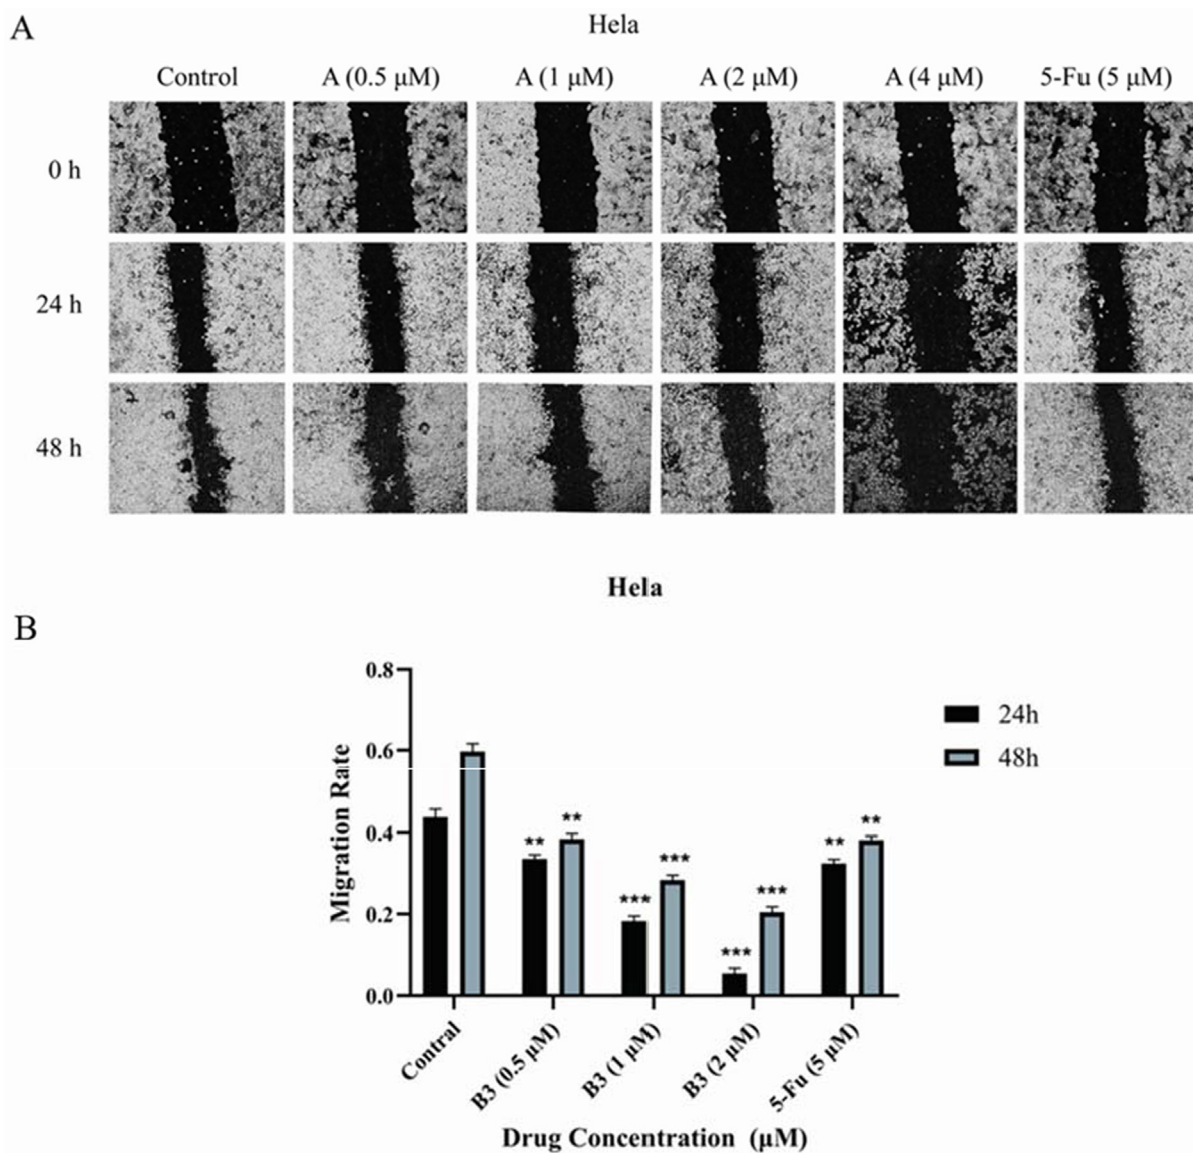 A
Hela
Control A (0.5 μM) A (1 μM) A (2 μM) A (4 μM) 5-Fu (5 μM)
0 h
24 h
48 h
Hela
B
0.8
0.6
0.4
0.2
0.0
Migration Rate
** ** *** *** *** *** ** **
24h
48h
Contral B3 (0.5 μM) B3 (1 μM) B3 (2 μM) 5-Fu (5 μM)
Drug Concentration (μM)